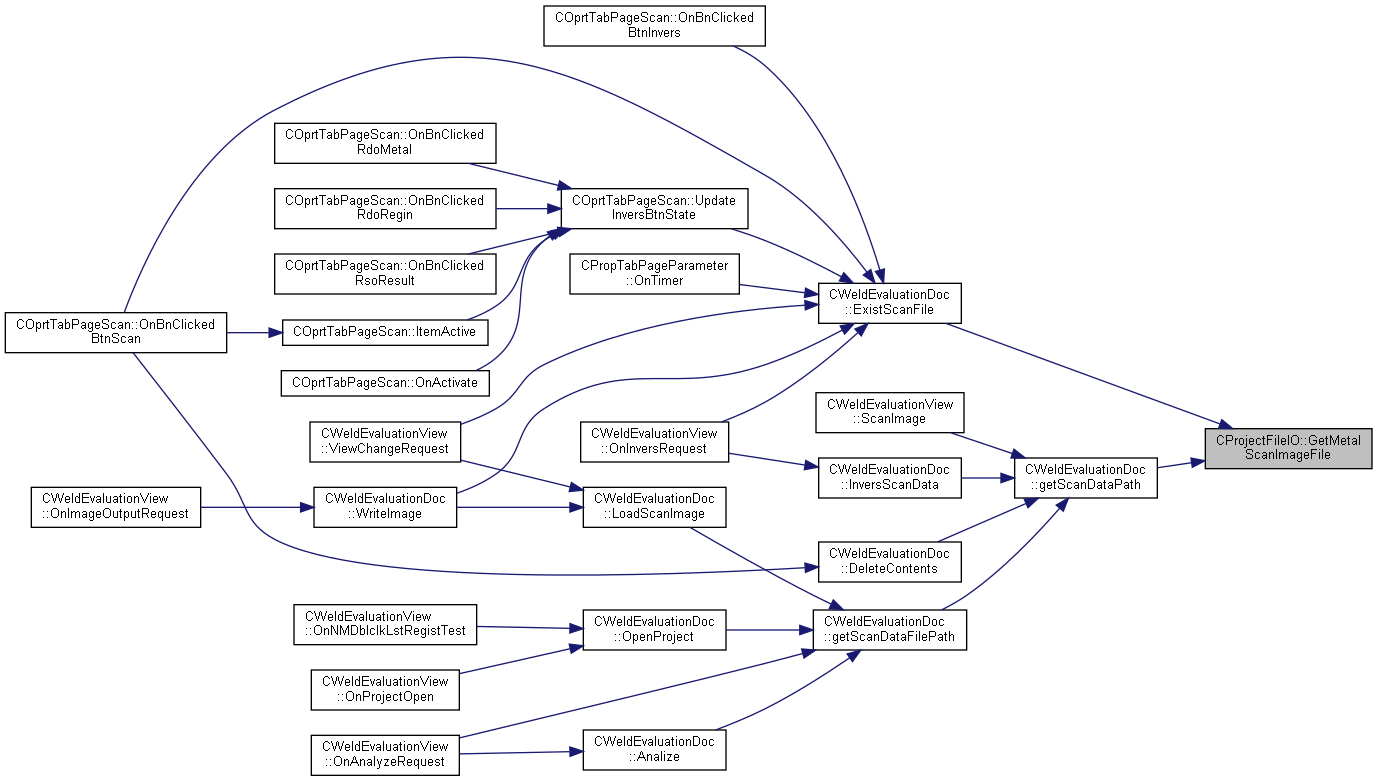 COprtTabPageScan::OnBnClicked
BtnInvers
COprtTabPageScan::OnBnClicked
RdoMetal
COprtTabPageScan::OnBnClicked
RdoRegin
COprtTabPageScan::Update
InversBtnState
COprtTabPageScan::OnBnClicked
RsoResult
CPropTabPageParameter
::OnTimer
CWeldEvaluationDoc
::ExistScanFile
COprtTabPageScan::OnBnClicked
BtnScan
COprtTabPageScan::ItemActive
COprtTabPageScan::OnActivate
CWeldEvaluationView
::ScanImage
CWeldEvaluationView
::ViewChangeRequest
CWeldEvaluationView
::OnInversRequest
CProjectFileIO::GetMetal
ScanImageFile
CWeldEvaluationDoc
::InversScanData
CWeldEvaluationDoc
::getScanDataPath
CWeldEvaluationView
::OnImageOutputRequest
CWeldEvaluationDoc
::WriteImage
CWeldEvaluationDoc
::LoadScanImage
CWeldEvaluationDoc
::DeleteContents
CWeldEvaluationView
::OnNMDblclkLstRegistTest
CWeldEvaluationDoc
::OpenProject
CWeldEvaluationDoc
::getScanDataFilePath
CWeldEvaluationView
::OnProjectOpen
CWeldEvaluationView
::OnAnalyzeRequest
CWeldEvaluationDoc
::Analize